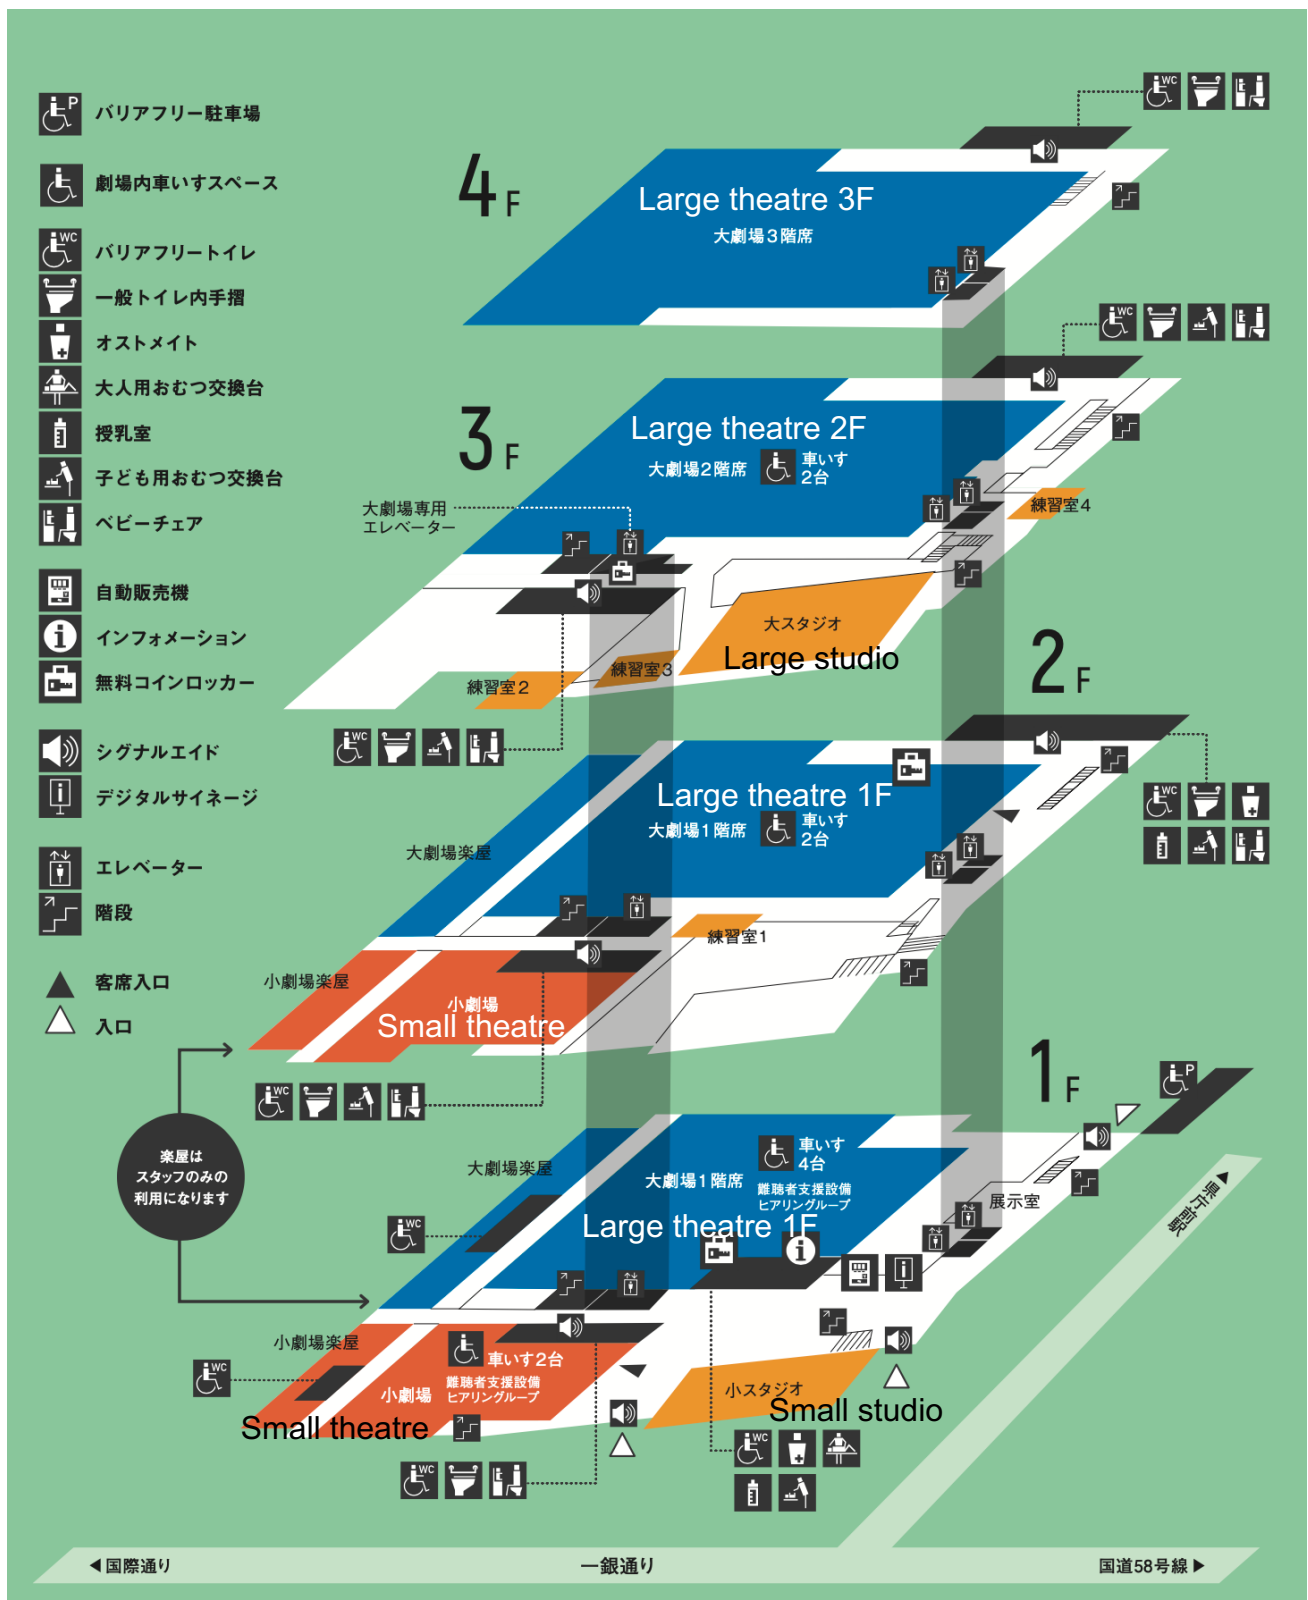 バリアフリー駐車場
劇場内車いすスペース
バリアフリートイレ
一般トイレ内手摺
オストメイト
大人用おむつ交換台
授乳室
子ども用おむつ交換台
ベビーチェア
自動販売機
インフォメーション
無料コインロッカー
シグナルエイド
デジタルサイネージ
エレベーター
階段
客席入口
入口
4F
Large theatre 3F
大劇場3階席
3F
Large theatre 2F
大劇場2階席
車いす
2台
大劇場専用
エレベーター
練習室4
大スタジオ
Large studio
練習室3
練習室2
2F
Large theatre 1F
大劇場1階席
車いす
2台
大劇場楽屋
練習室1
小劇場楽屋
小劇場
Small theatre
1F
楽屋は
スタッフのみの
利用になります
大劇場楽屋
大劇場1階席
車いす
4台
難聴者支援設備
ヒアリングループ
Large theatre 1F
展示室
小劇場楽屋
車いす2台
小劇場
難聴者支援設備
ヒアリングループ
Small theatre
小スタジオ
Small studio
◀県庁前駅
◀国際通り
一銀通り
国道58号線▶